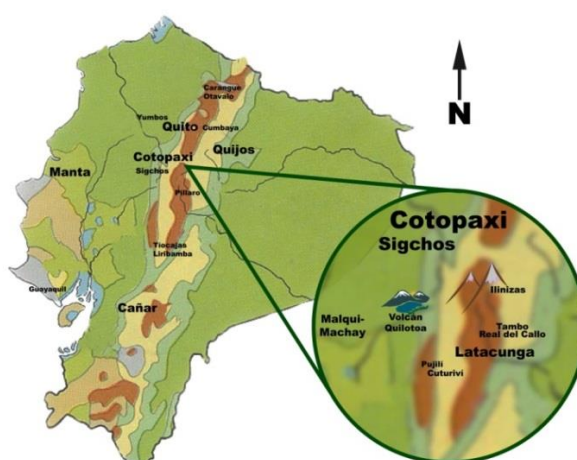 Carangue
Otavalo
N
Yumbos
Quito
Cumbaya
Quijos
Cotopaxi
Sigchos
Manta
Píllaro
Tiocajas
Liribamba
Guayaquil
Cañar
Cotopaxi
Sigchos
Ilinizas
Malqui-
Machay
Volcán
Quilotoa
Tambo
Real del Callo
Latacunga
Pujilí
Cuturiví